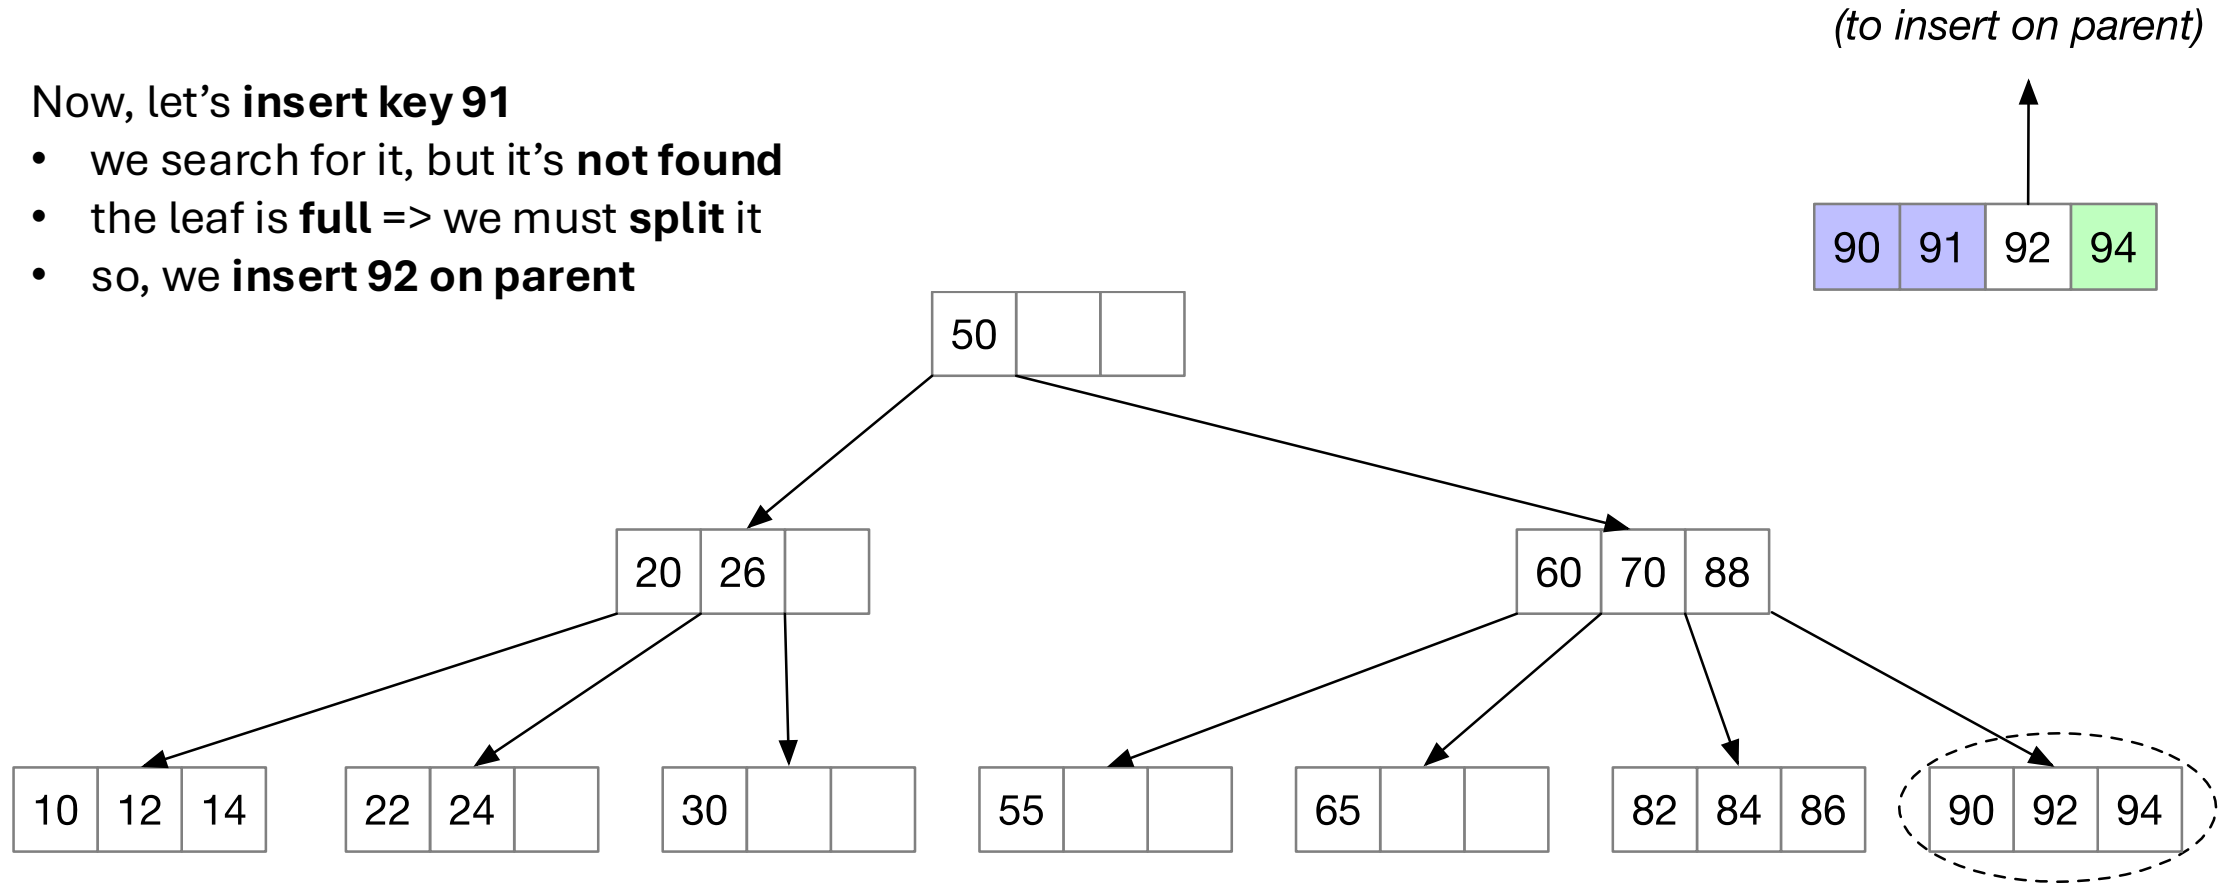 (to insert on parent)
Now, let’s insert key 91
• we search for it, but it’s not found
• the leaf is full => we must split it
• so, we insert 92 on parent
90 91 92 94
50
20 26
60 70 88
10 12 14
22 24
30
55
65
82 84 86
90 92 94